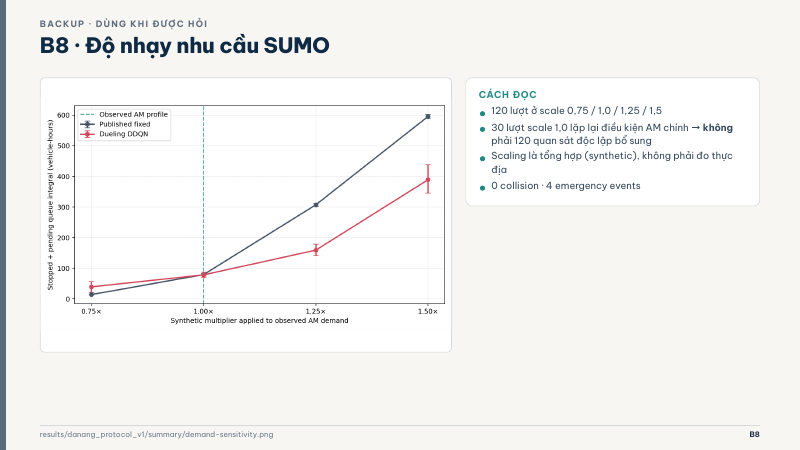 BACKUP · DÙNG KHI ĐƯỢC HỎI
B8 · Độ nhạy nhu cầu SUMO
Observed AM profile
Published fixed
Dueling DDQN
600
500
400
300
200
100
0
Stopped + pending queue integral (vehicle-hours)
0.75×
1.00×
1.25×
1.50×
Synthetic multiplier applied to observed AM demand
CÁCH ĐỌC
120 lượt ở scale 0,75 / 1,0 / 1,25 / 1,5
30 lượt scale 1,0 lặp lại điều kiện AM chính → không
phải 120 quan sát độc lập bổ sung
Scaling là tổng hợp (synthetic), không phải đo thực
địa
0 collision · 4 emergency events
results/danang_protocol_v1/summary/demand-sensitivity.png
B8